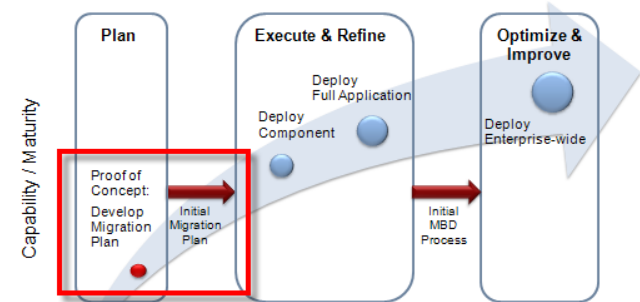 Plan
Execute & Refine
Optimize &
Improve
Deploy
Full Application
Deploy
Component
Deploy
Enterprise-wide
Proof of
Concept:
Develop
Migration
Plan
Initial
Migration
Plan
Initial
MBD
Process
Capability / Maturity